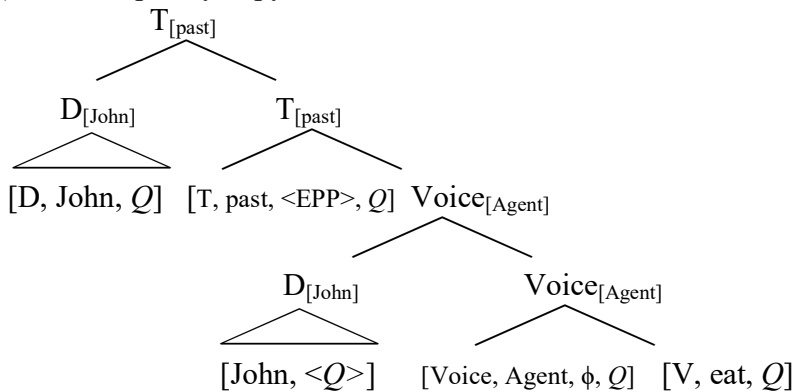 T[past]
D[John] T[past]
[D, John, Q] [T, past, <EPP>, Q] Voice[Agent]
D[John] Voice[Agent]
[John, <Q>] [Voice, Agent, ϕ, Q] [V, eat, Q]